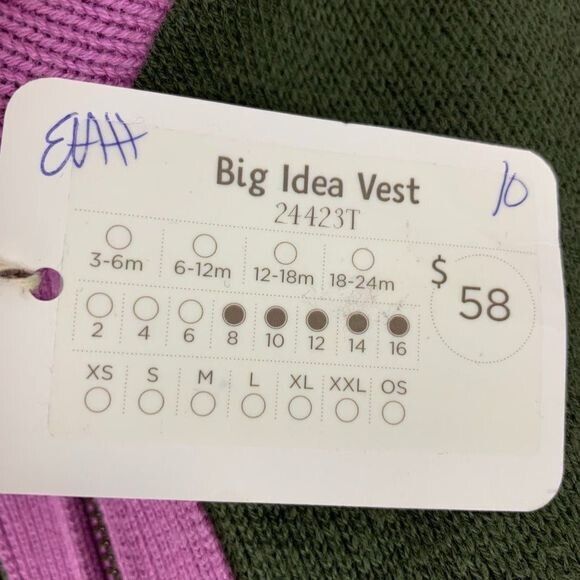 Big Idea Vest
10
24423T
3-6m 6-12m 12-18m 18-24m
$ 58
2 4 6 8 10 12 14 16
XS S M L XL XXL OS